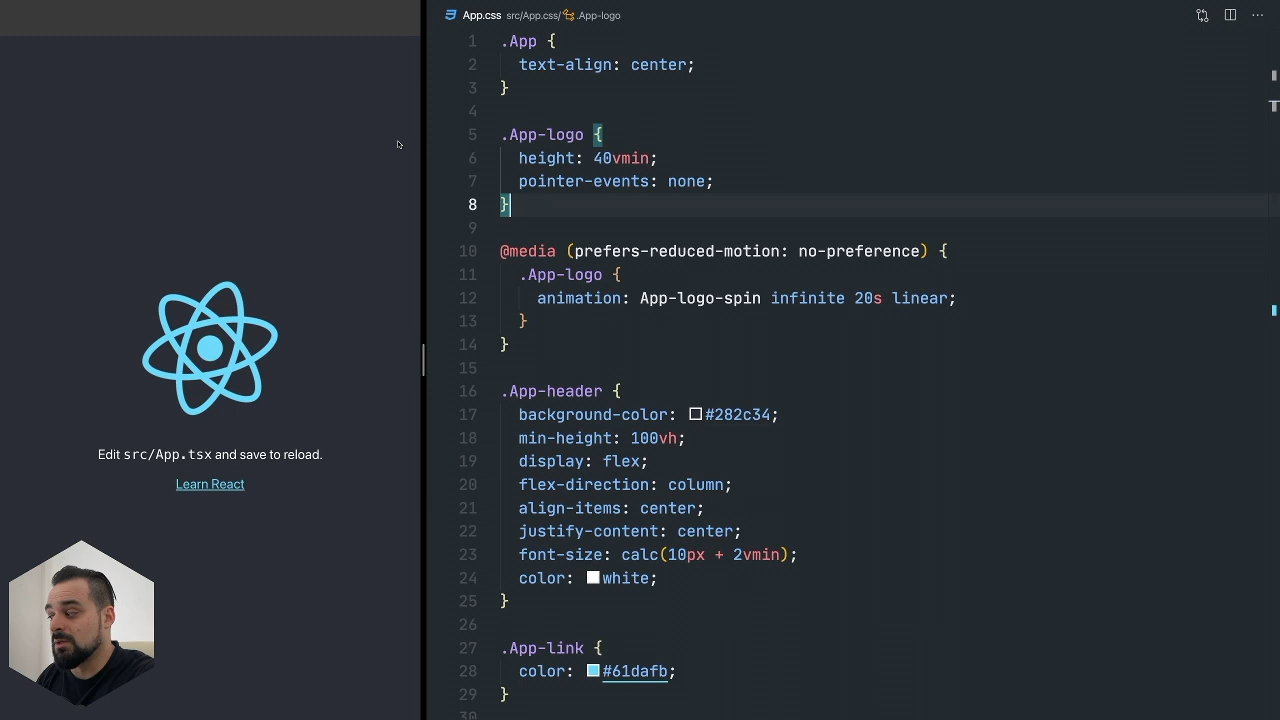 Edit src/App.tsx and save to reload.
Learn React
App.css src/App.css/ .App-logo
1 .App {
2 text-align: center;
3 }
4
5 .App-logo {
6 height: 40vmin;
7 pointer-events: none;
8 }
9
10 @media (prefers-reduced-motion: no-preference) {
11 .App-logo {
12 animation: App-logo-spin infinite 20s linear;
13 }
14 }
15
16 .App-header {
17 background-color: #282c34;
18 min-height: 100vh;
19 display: flex;
20 flex-direction: column;
21 align-items: center;
22 justify-content: center;
23 font-size: calc(10px + 2vmin);
24 color: white;
25 }
26
27 .App-link {
28 color: #61dafb;
29 }
30